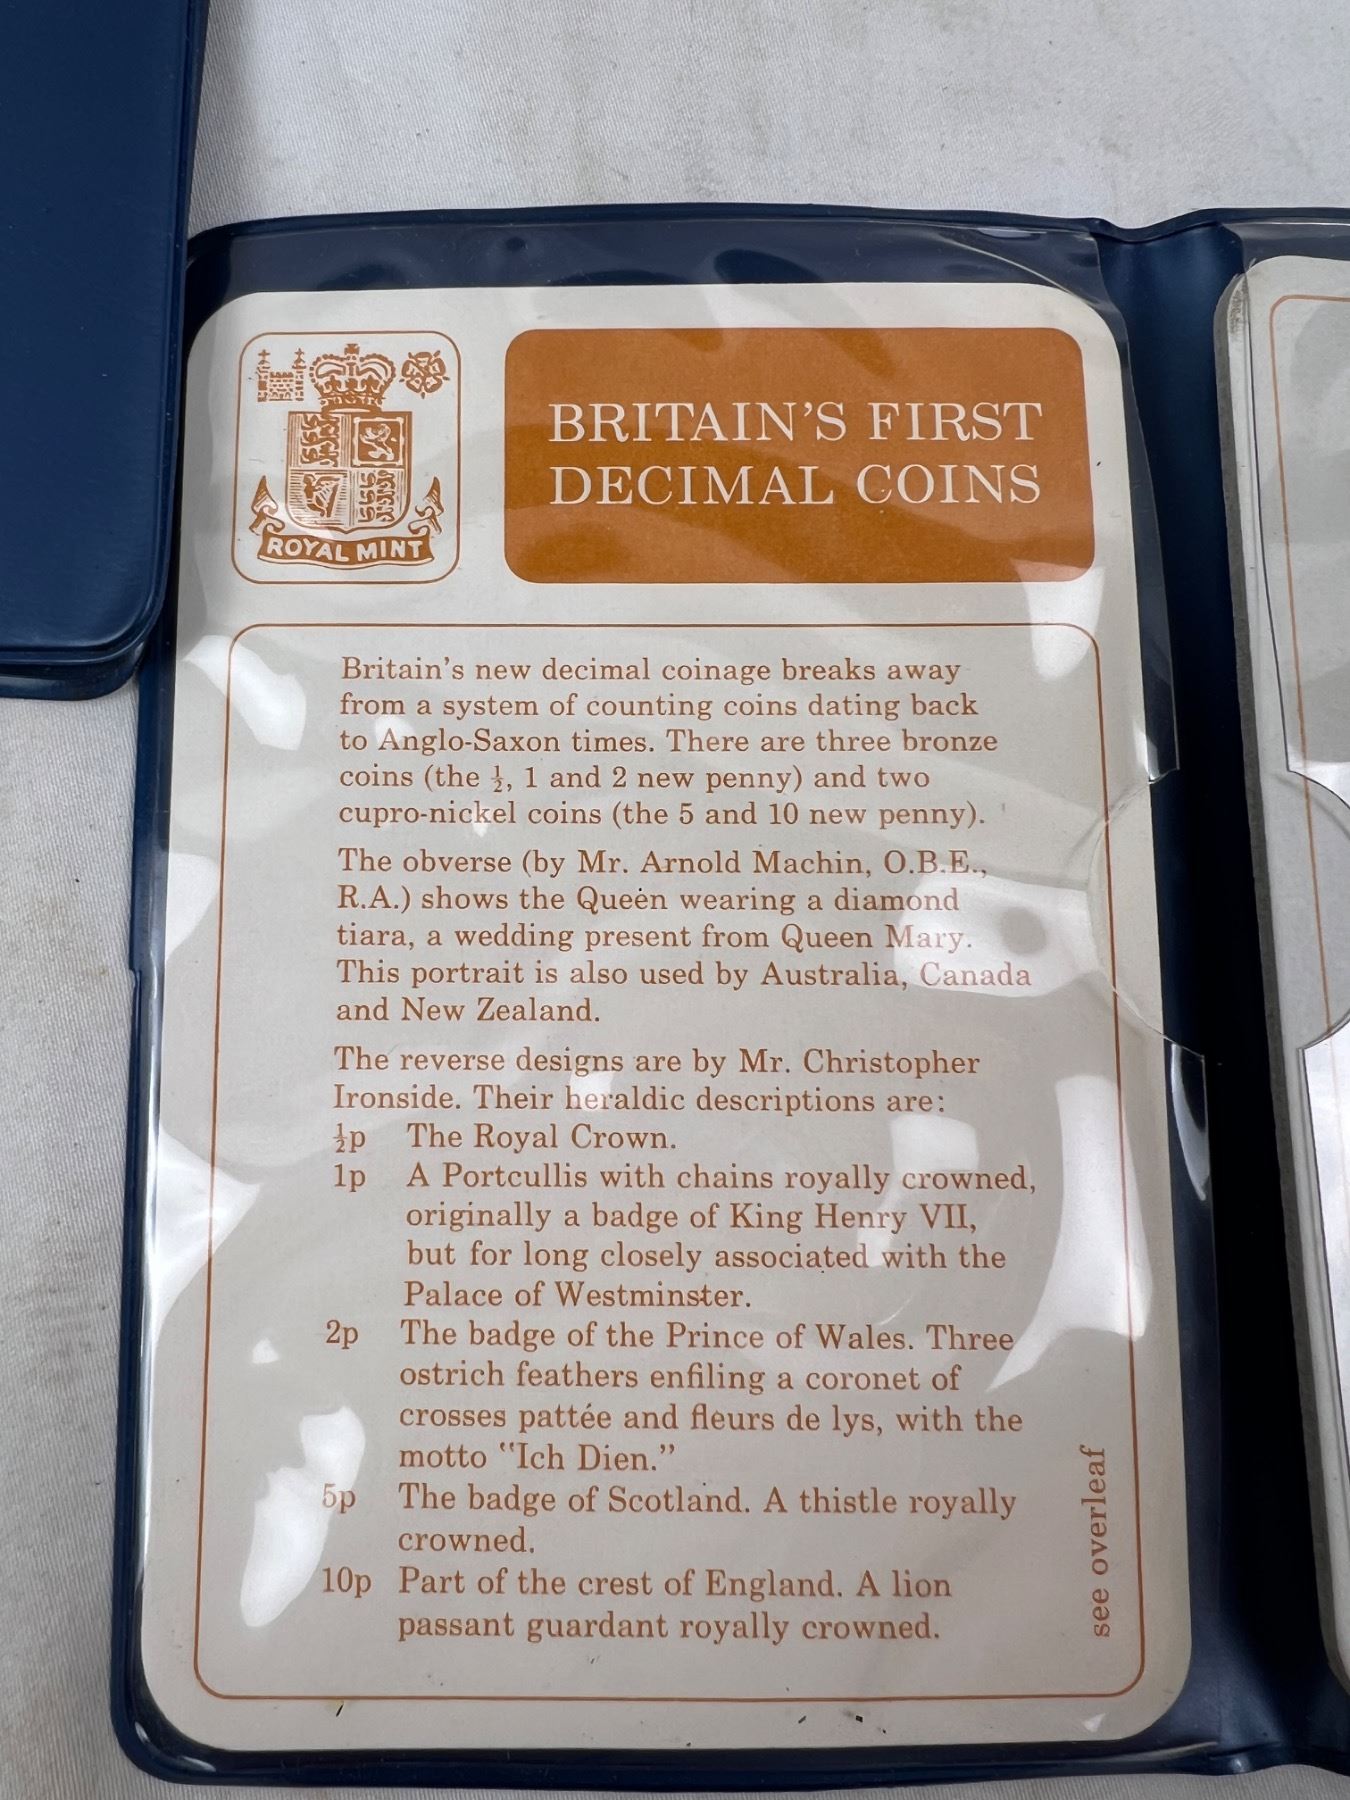 ROYAL MINT
BRITAIN'S FIRST
DECIMAL COINS
Britain's new decimal coinage breaks away
from a system of counting coins dating back
to Anglo-Saxon times. There are three bronze
coins (the ½, 1 and 2 new penny) and two
cupro-nickel coins (the 5 and 10 new penny).
The obverse (by Mr. Arnold Machin, O.B.E.,
R.A.) shows the Queen wearing a diamond
tiara, a wedding present from Queen Mary.
This portrait is also used by Australia, Canada
and New Zealand.
The reverse designs are by Mr. Christopher
Ironside. Their heraldic descriptions are:
½p The Royal Crown.
1p A Portcullis with chains royally crowned,
originally a badge of King Henry VII,
but for long closely associated with the
Palace of Westminster.
2p The badge of the Prince of Wales. Three
ostrich feathers enfiling a coronet of
crosses pattée and fleurs de lys, with the
motto "Ich Dien."
5p The badge of Scotland. A thistle royally
crowned.
10p Part of the crest of England. A lion
passant guardant royally crowned.
see overleaf